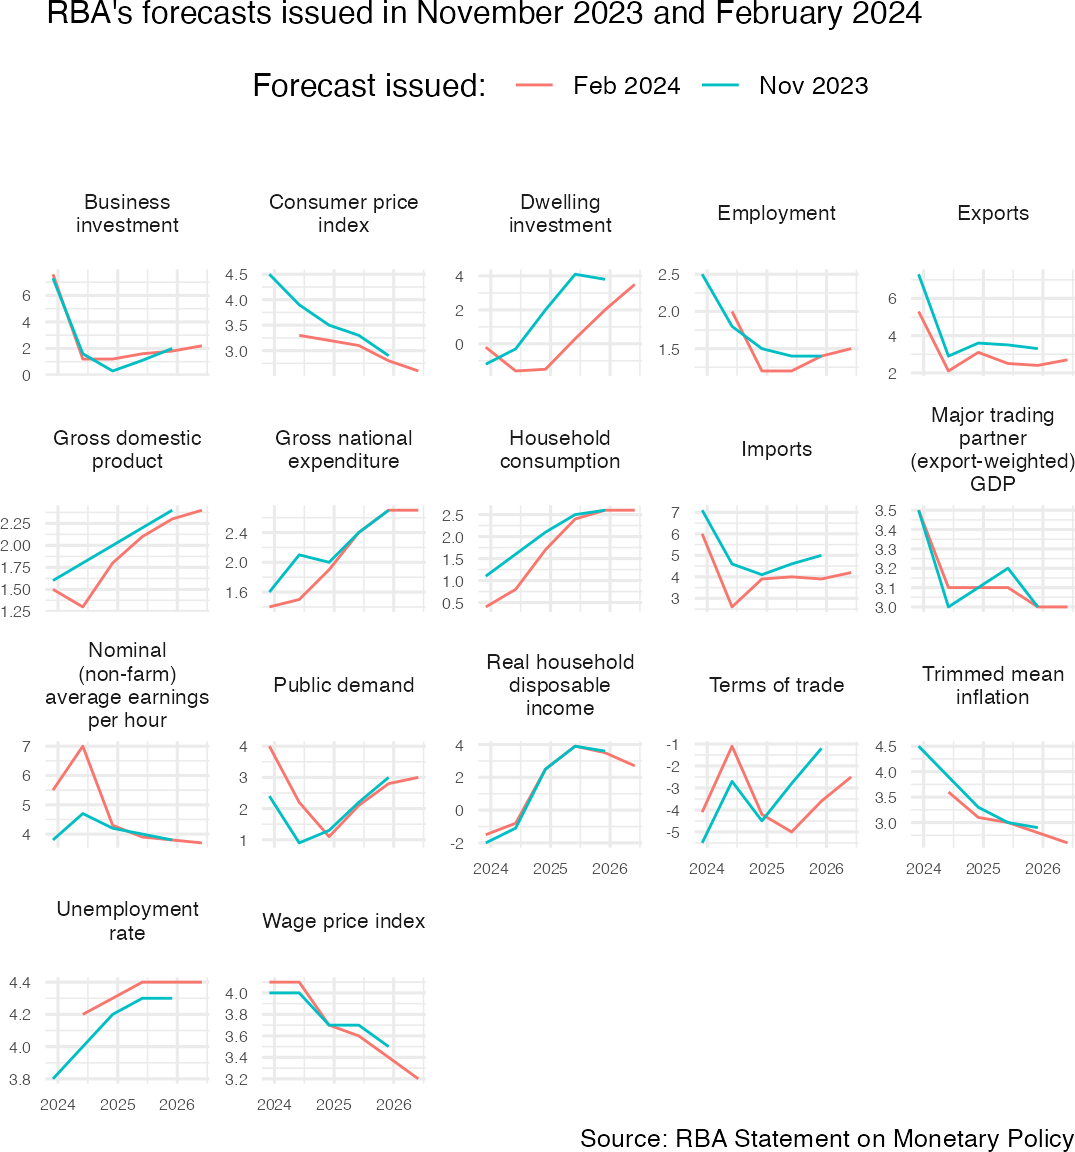 RBA's forecasts issued in November 2023 and February 2024
Forecast issued: Feb 2024 Nov 2023
Business
investment
Consumer price
index
Dwelling
investment
Employment
Exports
6
4
2
0
4.5
4.0
3.5
3.0
4
2
0
2.5
2.0
1.5
6
4
2
Gross domestic
product
Gross national
expenditure
Household
consumption
Imports
Major trading
partner
(export-weighted)
GDP
2.25
2.00
1.75
1.50
1.25
2.4
2.0
1.6
2.5
2.0
1.5
1.0
0.5
7
6
5
4
3
3.5
3.4
3.3
3.2
3.1
3.0
Nominal
(non-farm)
average earnings
per hour
Public demand
Real household
disposable
income
Terms of trade
Trimmed mean
inflation
7
6
5
4
4
3
2
1
4
2
0
-2
2024 2025 2026
-1
-2
-3
-4
-5
2024 2025 2026
4.5
4.0
3.5
3.0
2024 2025 2026
Unemployment
rate
Wage price index
4.4
4.2
4.0
3.8
2024 2025 2026
4.0
3.8
3.6
3.4
3.2
2024 2025 2026
Source: RBA Statement on Monetary Policy